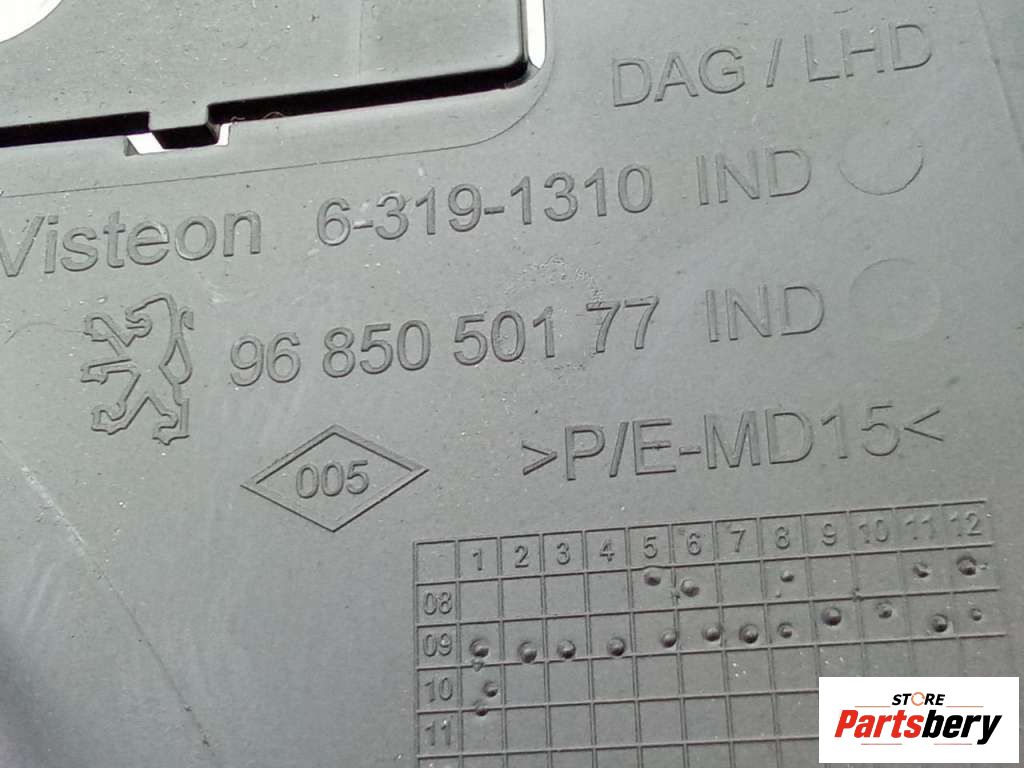 DAG / LHD
Visteon 6-319-1310 IND
96 850 501 77 IND
005
>P/E-MD15<
1 2 3 4 5 6 7 8 9 10 11 12
08
09
10
11
STORE
Partsbery